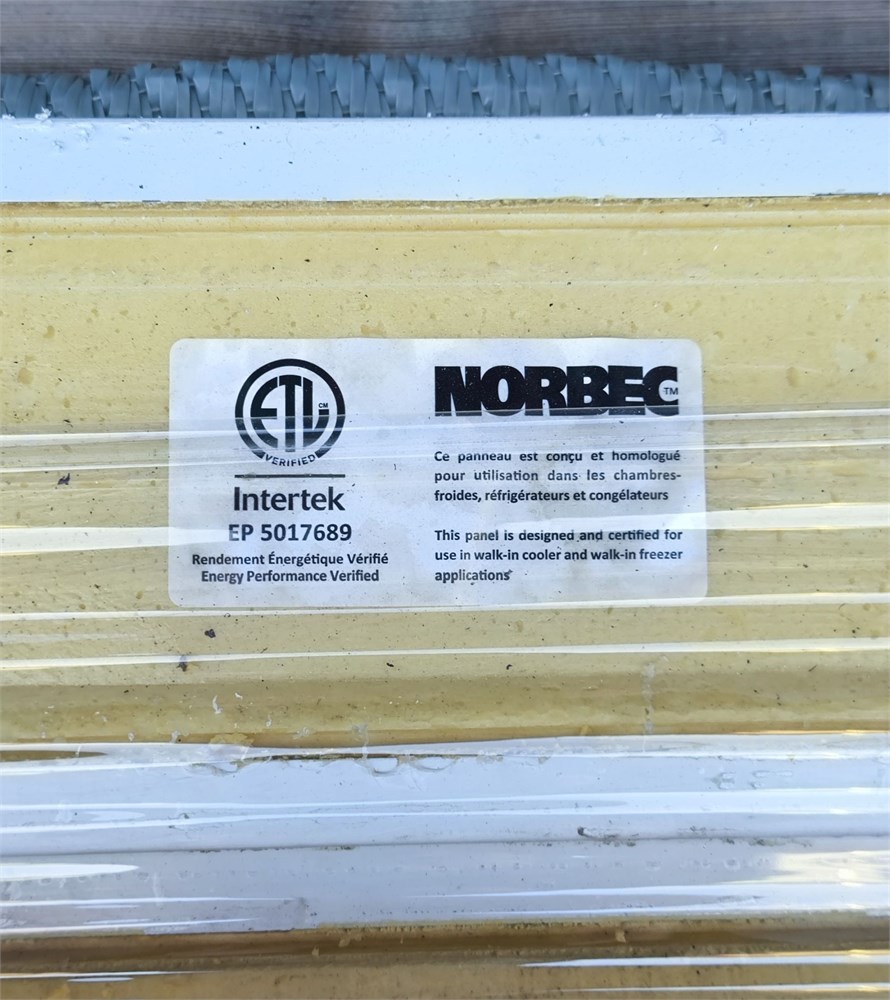 ETL CM
VERIFIED
Intertek
EP 5017689
Rendement Énergétique Vérifié
Energy Performance Verified
NORBEC™
Ce panneau est conçu et homologué
pour utilisation dans les chambres-
froides, réfrigérateurs et congélateurs
This panel is designed and certified for
use in walk-in cooler and walk-in freezer
applications